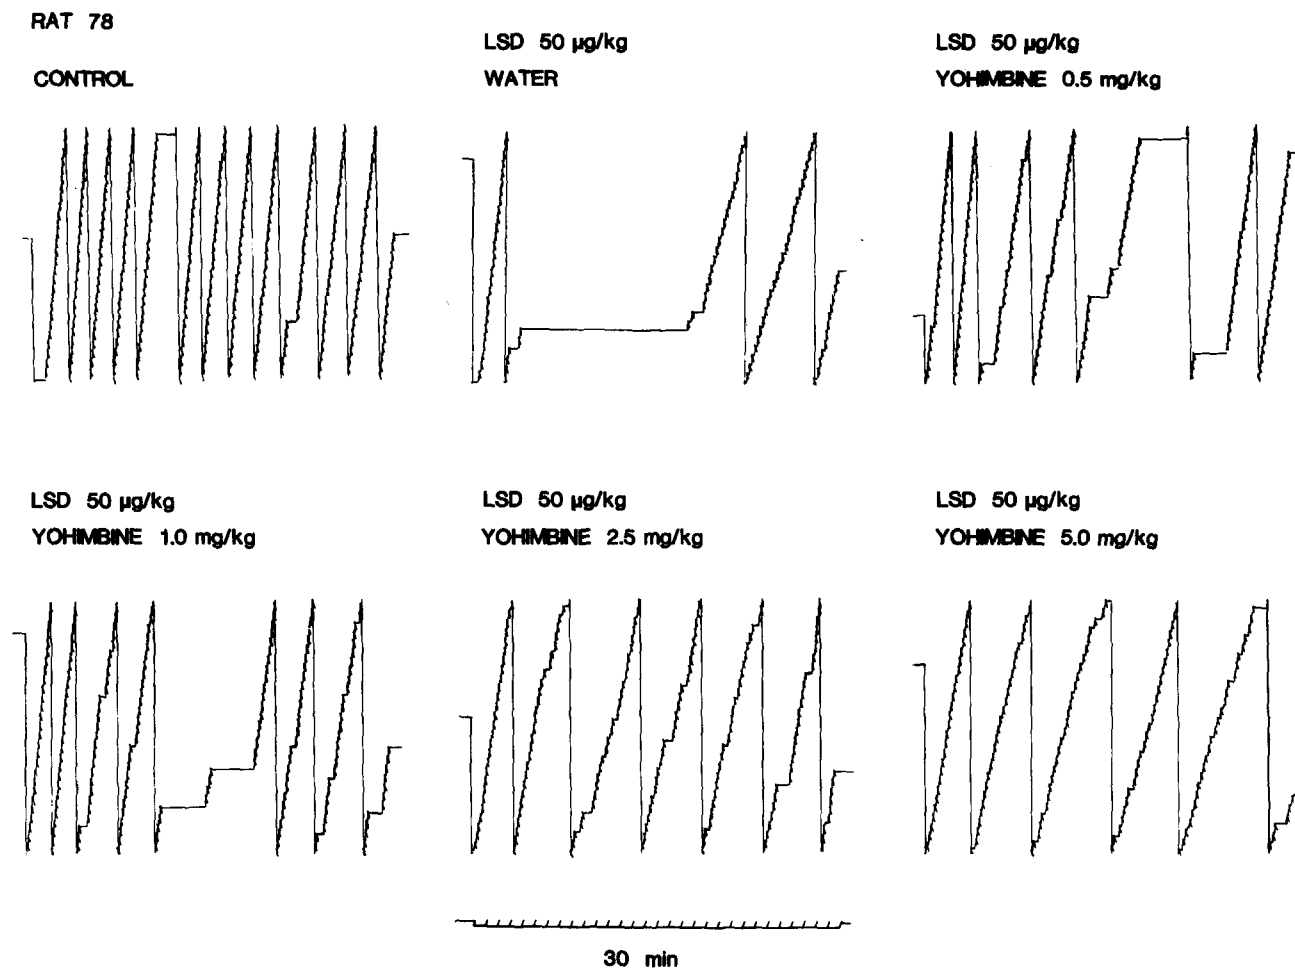 RAT 78
CONTROL
LSD 50 µg/kg
WATER
LSD 50 µg/kg
YOHIMBINE 0.5 mg/kg
LSD 50 µg/kg
YOHIMBINE 1.0 mg/kg
LSD 50 µg/kg
YOHIMBINE 2.5 mg/kg
LSD 50 µg/kg
YOHIMBINE 5.0 mg/kg
30 min